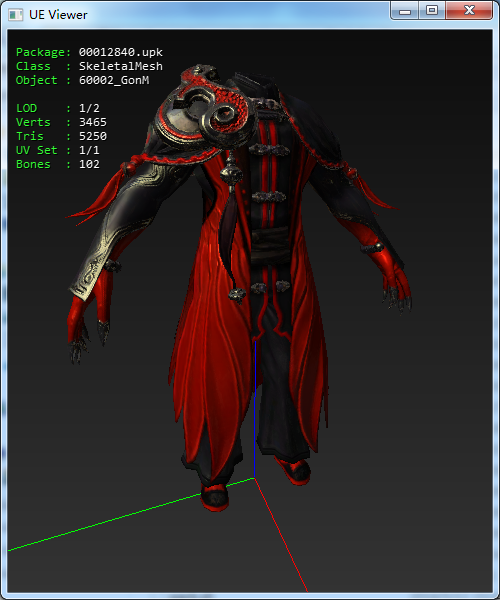 UE Viewer
Package: 00012840.upk
Class : SkeletalMesh
Object : 60002_GonM
LOD : 1/2
Verts : 3465
Tris : 5250
UV Set : 1/1
Bones : 102